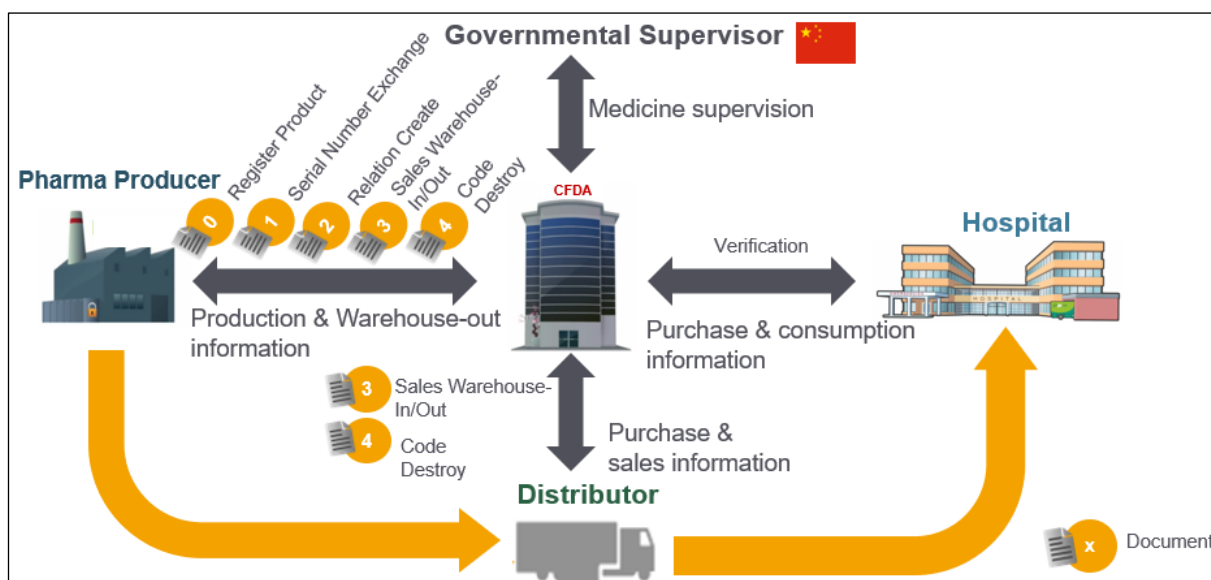 Governmental Supervisor
Medicine supervision
Pharma Producer
0
Register Product
1
Serial Number Exchange
2
Relation Create
3
Sales Warehouse-
In/Out
4
Code
Destroy
CFDA
Hospital
HOSPITAL
Verification
Production & Warehouse-out
information
Purchase & consumption
information
3
Sales Warehouse-
In/Out
4
Code
Destroy
Purchase &
sales information
Distributor
x
Document